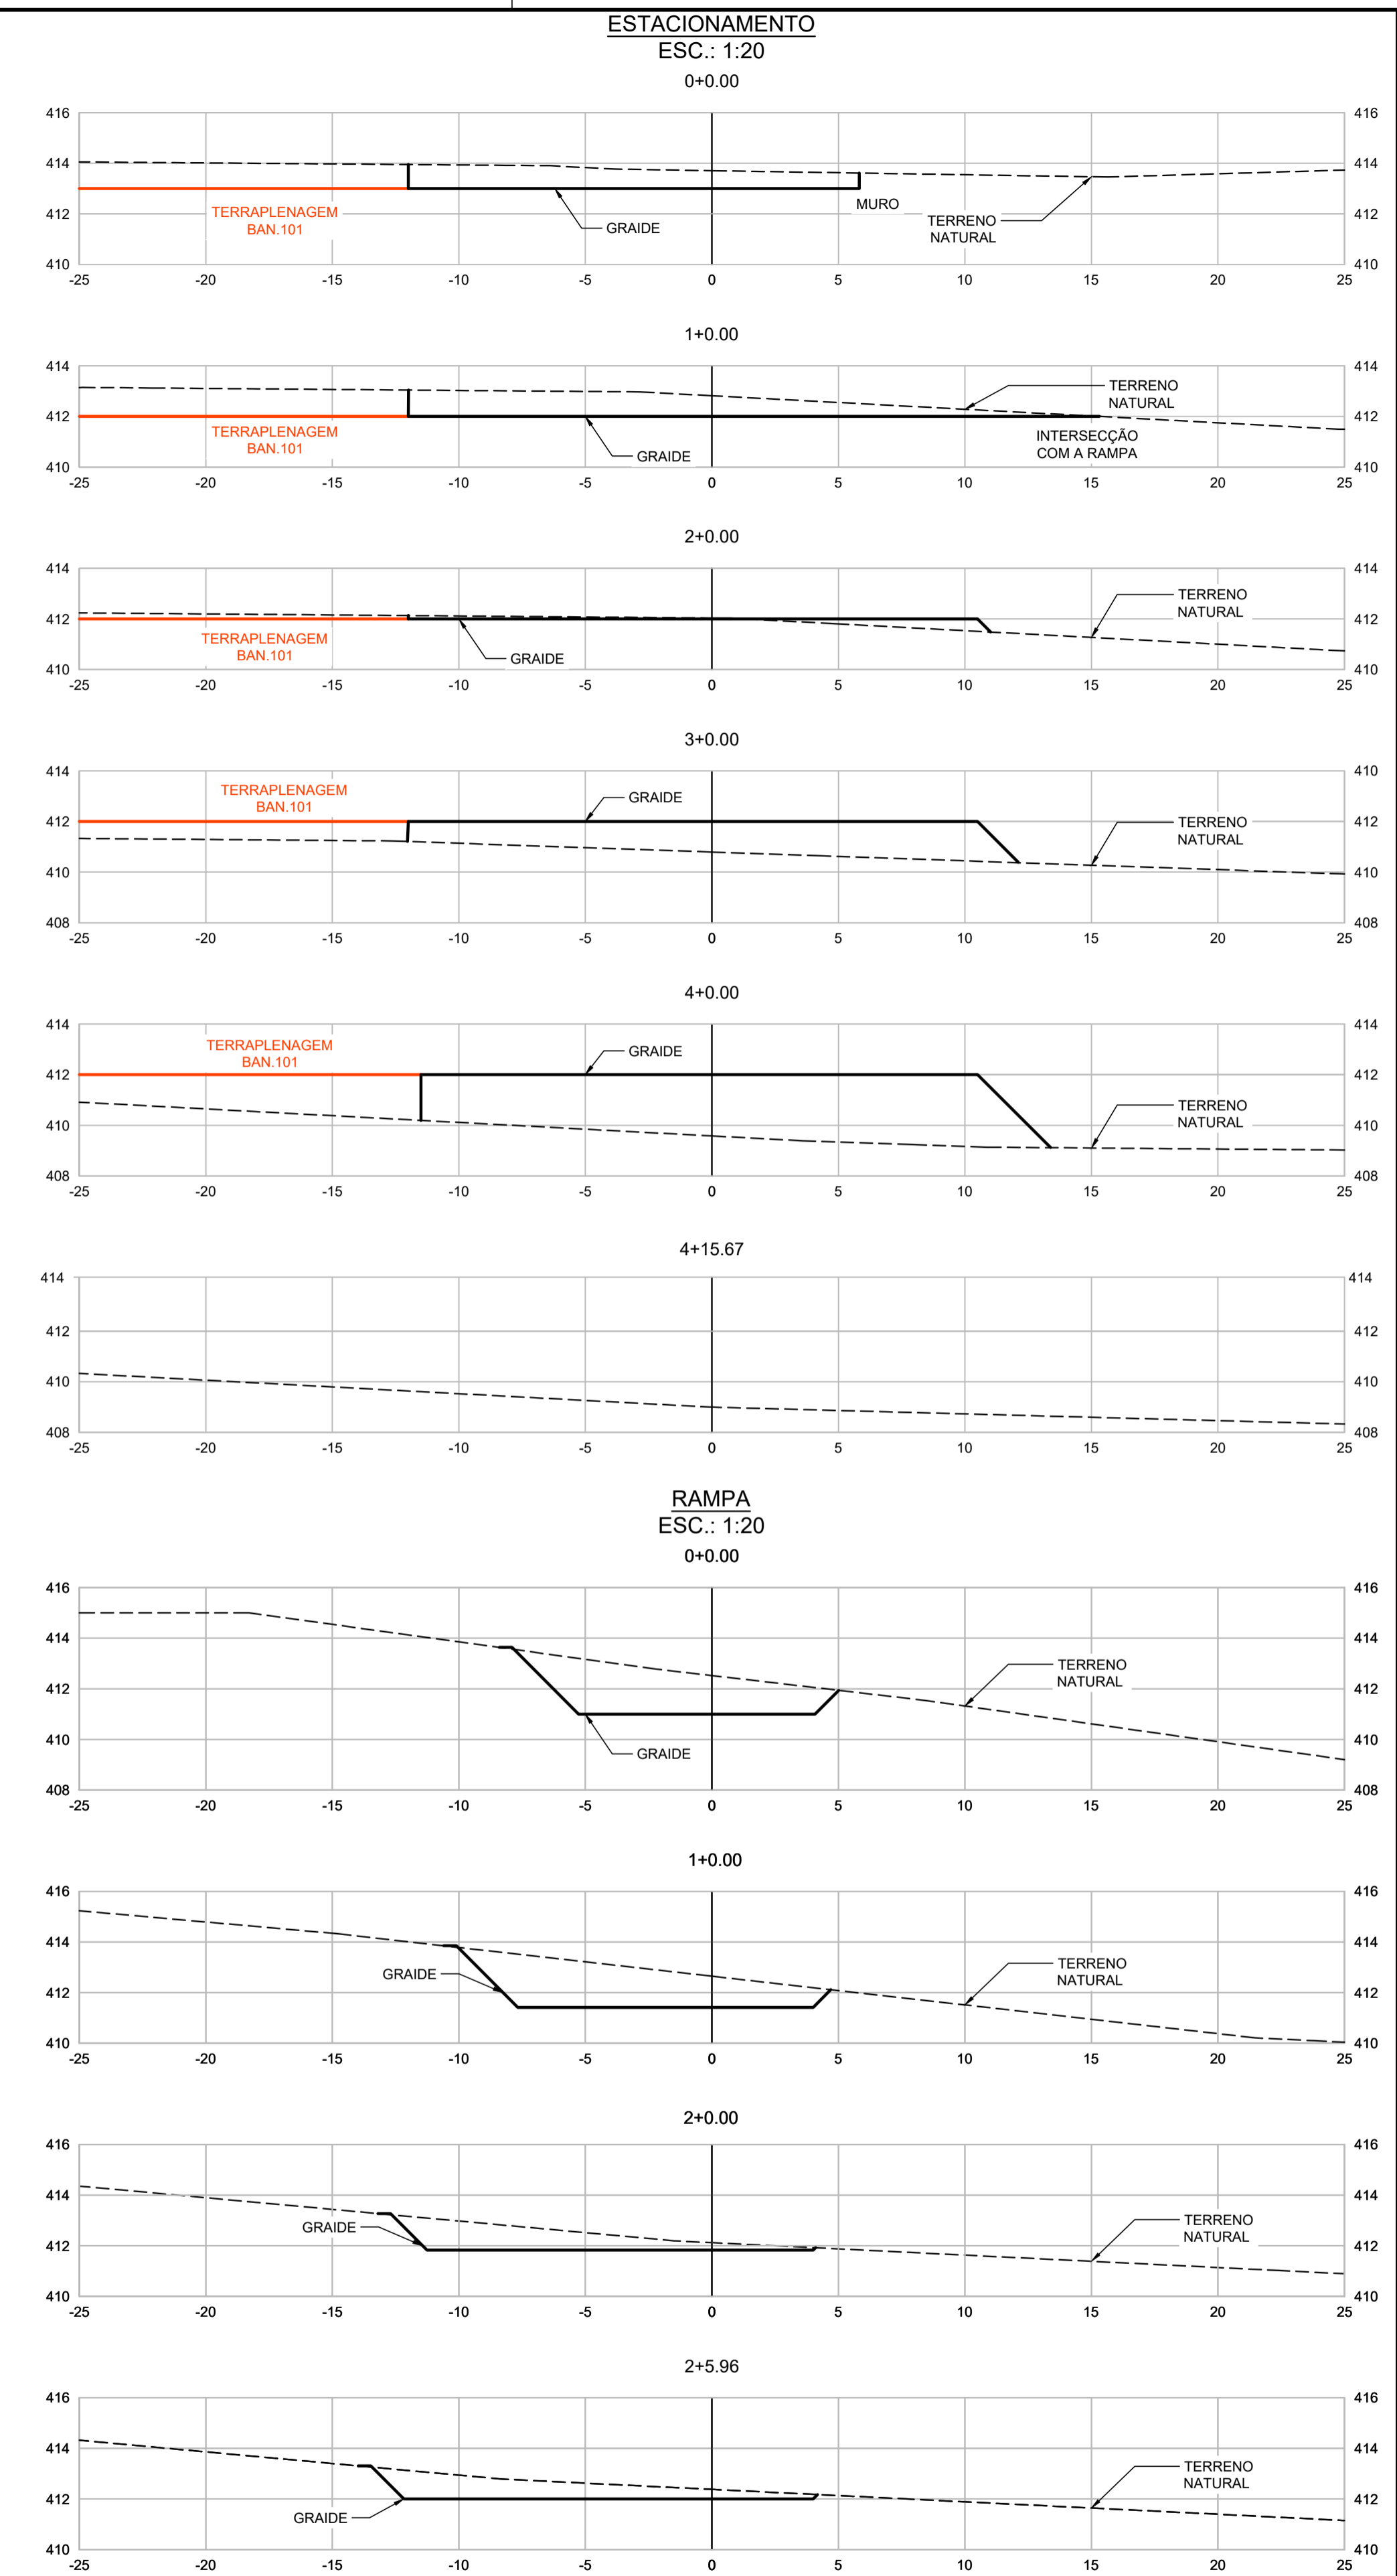 ESTACIONAMENTO
ESC.: 1:20
0+0.00
416 416
414 414
TERRAPLENAGEM
BAN.101
MURO
412 412
GRAIDE
TERRENO
NATURAL
410 410
-25 -20 -15 -10 -5 0 5 10 15 20 25
1+0.00
414 414
TERRENO
NATURAL
412 412
TERRAPLENAGEM
BAN.101
INTERSECÇÃO
COM A RAMPA
GRAIDE
410 410
-25 -20 -15 -10 -5 0 5 10 15 20 25
2+0.00
414 414
TERRENO
NATURAL
412 412
TERRAPLENAGEM
BAN.101
GRAIDE
410 410
-25 -20 -15 -10 -5 0 5 10 15 20 25
3+0.00
414 410
TERRAPLENAGEM
BAN.101
GRAIDE
412 412
TERRENO
NATURAL
410 410
408 408
-25 -20 -15 -10 -5 0 5 10 15 20 25
4+0.00
414 414
TERRAPLENAGEM
BAN.101
GRAIDE
412 412
TERRENO
NATURAL
410 410
408 408
-25 -20 -15 -10 -5 0 5 10 15 20 25
4+15.67
414 414
412 412
410 410
408 408
-25 -20 -15 -10 -5 0 5 10 15 20 25
RAMPA
ESC.: 1:20
0+0.00
416 416
414 414
TERRENO
NATURAL
412 412
410 410
GRAIDE
408 408
-25 -20 -15 -10 -5 0 5 10 15 20 25
1+0.00
416 416
414 414
GRAIDE
TERRENO
NATURAL
412 412
410 410
-25 -20 -15 -10 -5 0 5 10 15 20 25
2+0.00
416 416
414 414
GRAIDE
TERRENO
NATURAL
412 412
410 410
-25 -20 -15 -10 -5 0 5 10 15 20 25
2+5.96
416 416
414 414
TERRENO
NATURAL
412 412
GRAIDE
410 410
-25 -20 -15 -10 -5 0 5 10 15 20 25